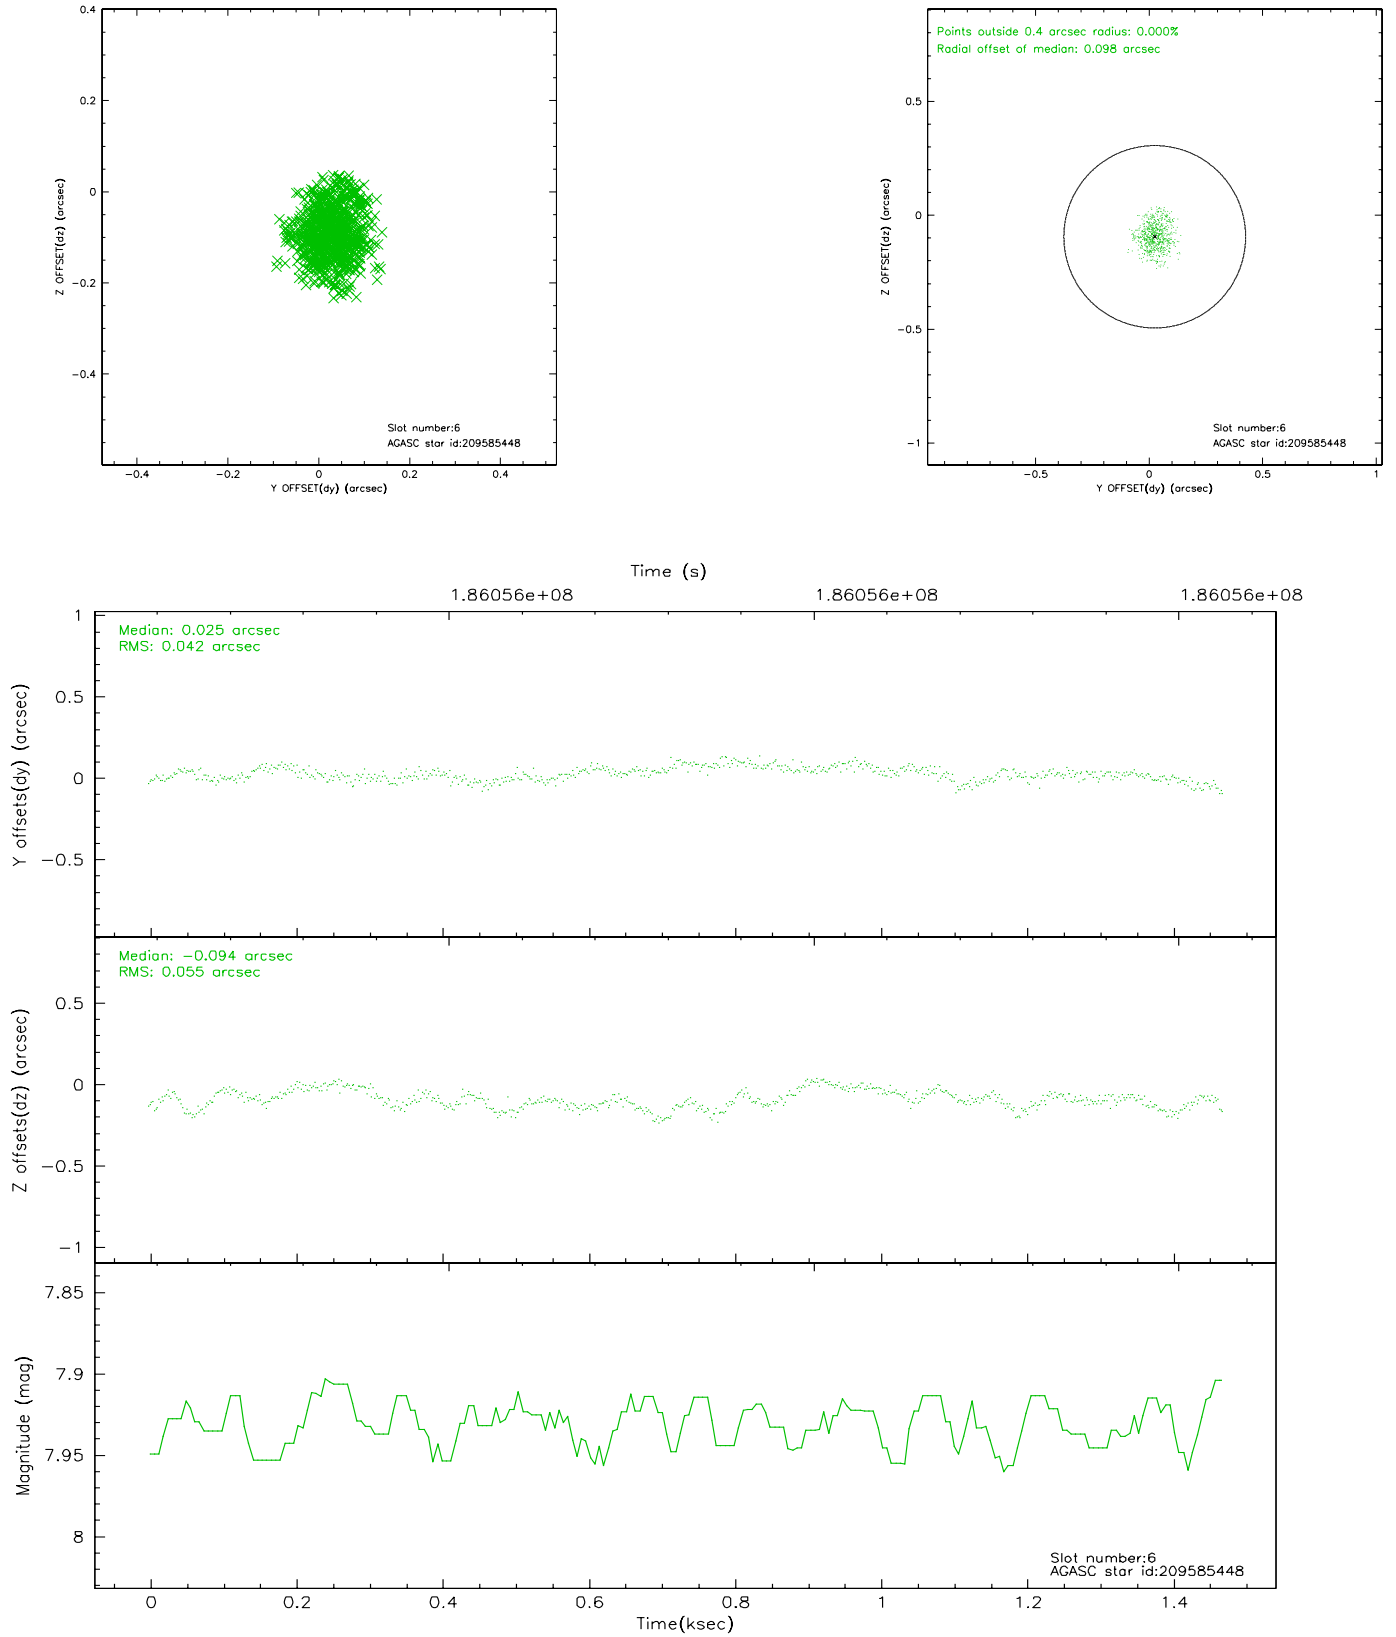 0.4
0.2
0
−0.2
−0.4
Z OFFSET(dz) (arcsec)
Slot number:6
AGASC star id:209585448
−0.4 −0.2 0 0.2 0.4
Y OFFSET(dy) (arcsec)
Points outside 0.4 arcsec radius: 0.000%
Radial offset of median: 0.098 arcsec
0.5
0
−0.5
−1
Z OFFSET(dz) (arcsec)
Slot number:6
AGASC star id:209585448
−0.5 0 0.5 1
Y OFFSET(dy) (arcsec)
Time (s)
1.86056e+08 1.86056e+08 1.86056e+08
Median: 0.025 arcsec
RMS: 0.042 arcsec
1
0.5
0
−0.5
Y offsets(dy) (arcsec)
Median: −0.094 arcsec
RMS: 0.055 arcsec
0.5
0
−0.5
−1
Z offsets(dz) (arcsec)
7.85
7.9
7.95
8
Magnitude (mag)
Slot number:6
AGASC star id:209585448
0 0.2 0.4 0.6 0.8 1 1.2 1.4
Time(ksec)